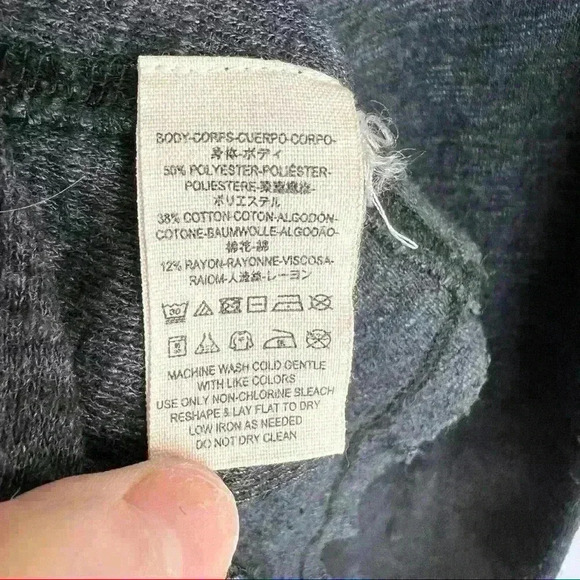 BODY-CORPS-CUERPO-CORPO-
身体-ボディ
50% POLYESTER-POLIÉSTER-
POLIESTERE-聚酯纖維-
ポリエステル
38% COTTON-COTON-ALGODÓN-
COTONE-BAUMWOLLE-ALGODÃO-
棉花-綿
12% RAYON-RAYONNE-VISCOSA-
RAIOM-人造絲-レーヨン
MACHINE WASH COLD GENTLE
WITH LIKE COLORS
USE ONLY NON-CHLORINE BLEACH
RESHAPE & LAY FLAT TO DRY
LOW IRON AS NEEDED
DO NOT DRY CLEAN